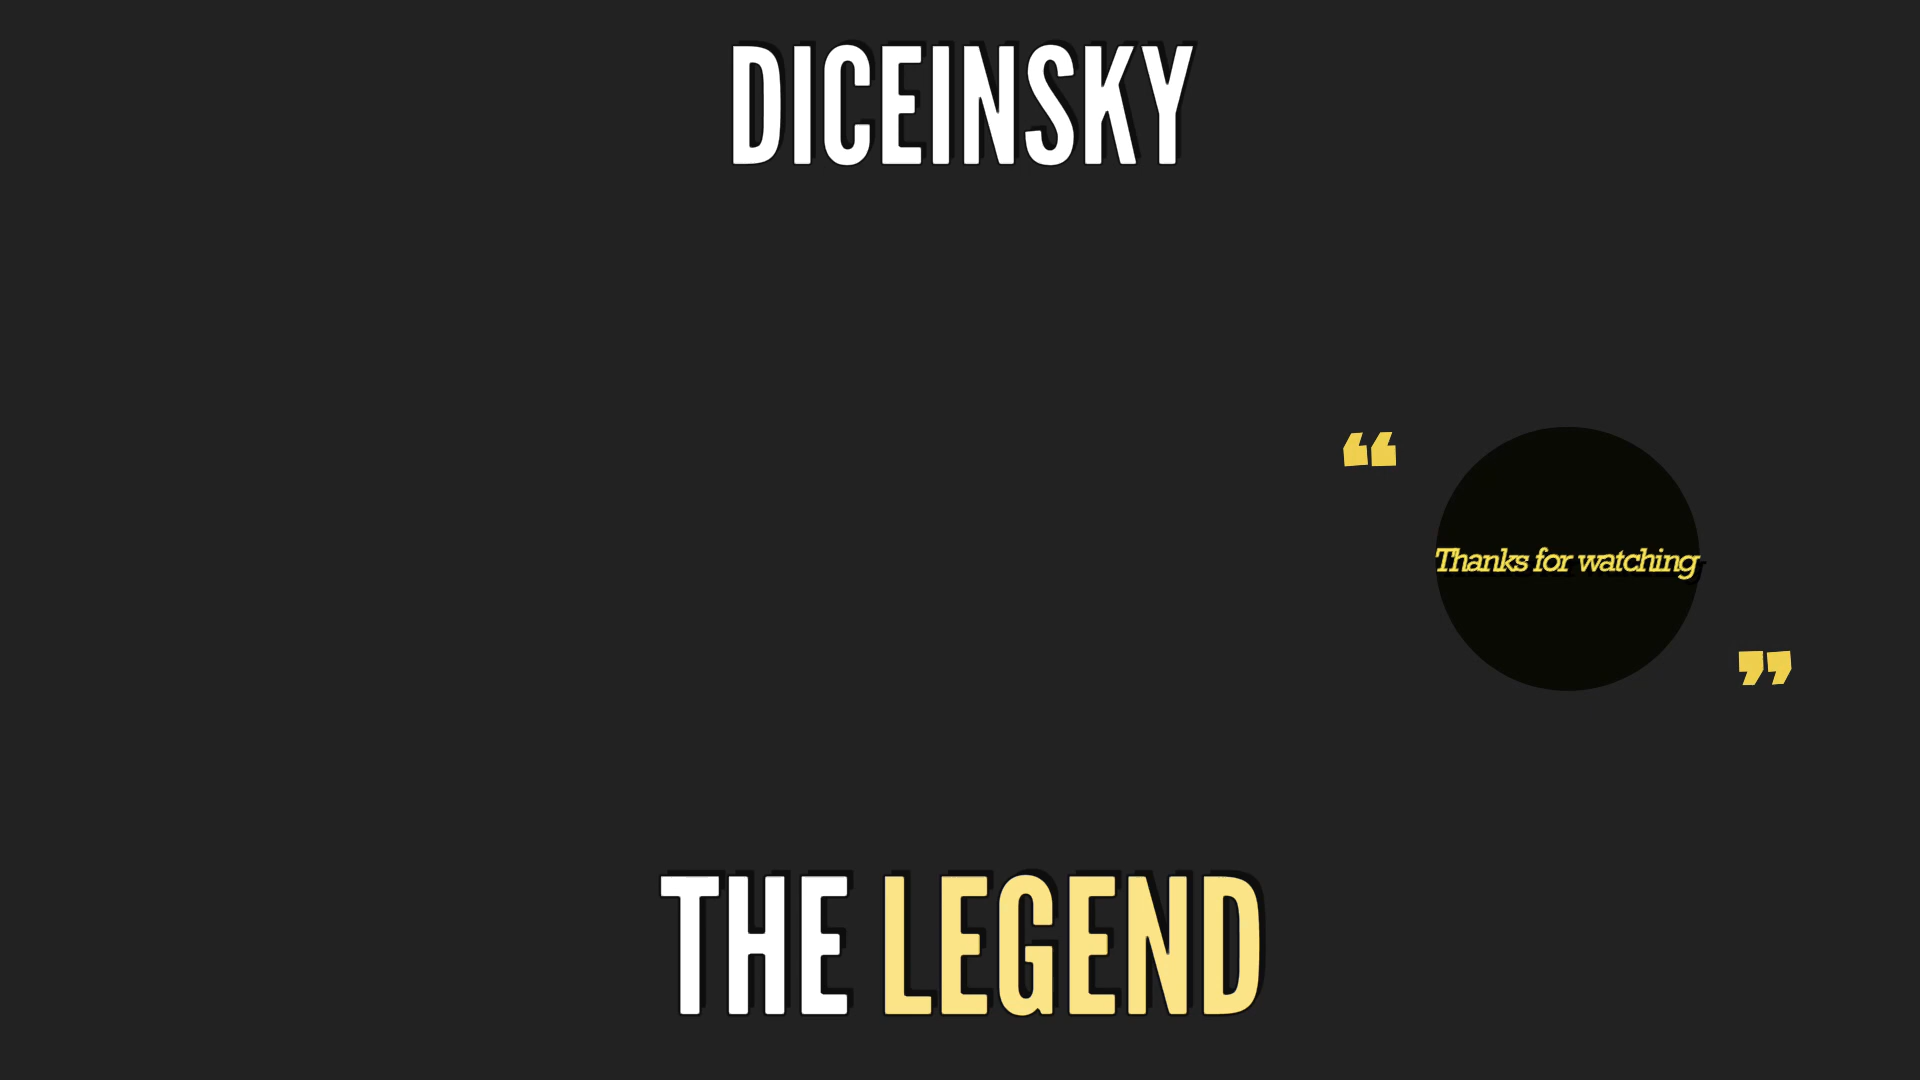 DICEINSKY
“
Thanks for watching
”
THE LEGEND